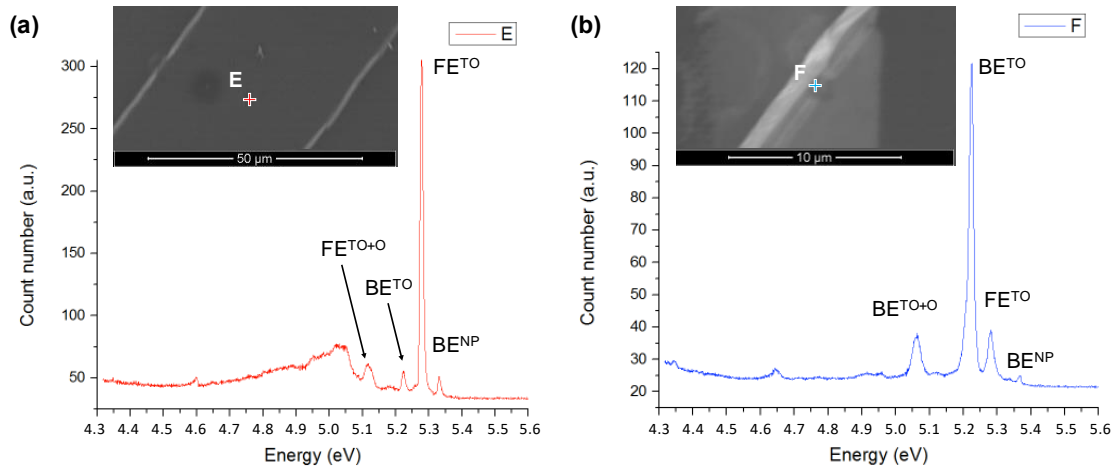 (a)
E
E
50 µm
FE^TO
FE^TO+O
BE^TO
BE^NP
Count number (a.u.)
300
250
200
150
100
50
4.3 4.4 4.5 4.6 4.7 4.8 4.9 5.0 5.1 5.2 5.3 5.4 5.5 5.6
Energy (eV)
(b)
F
F
10 µm
BE^TO
BE^TO+O
FE^TO
BE^NP
Count number (a.u.)
120
110
100
90
80
70
60
50
40
30
20
4.3 4.4 4.5 4.6 4.7 4.8 4.9 5.0 5.1 5.2 5.3 5.4 5.5 5.6
Energy (eV)